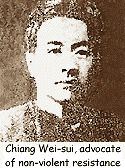 Chiang Wei-sui, advocate
of non-violent resistance